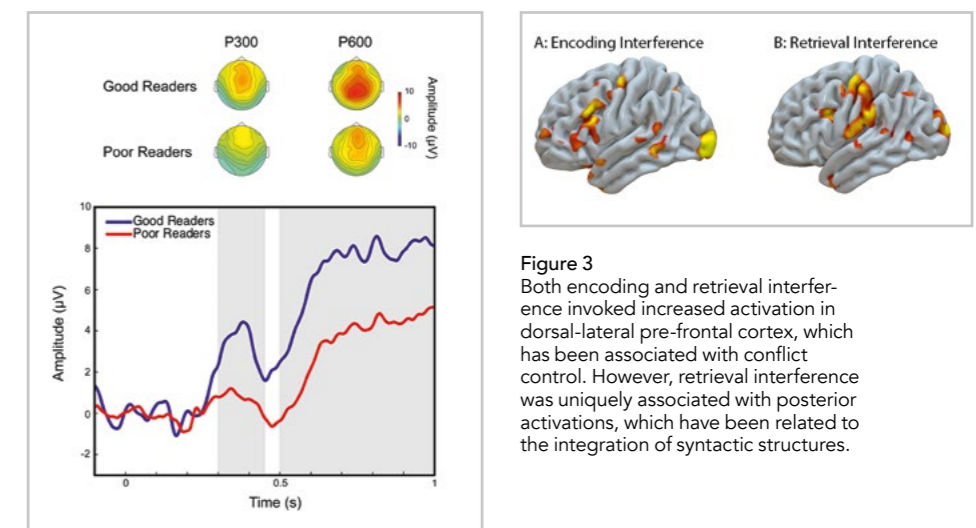 P300 P600
Good Readers
Poor Readers
10
0
-10
Amplitude (μV)
10
8
6
4
2
0
-2
Amplitude (μV)
Good Readers
Poor Readers
0 0.5 1
Time (s)
A: Encoding Interference
B: Retrieval Interference
Figure 3
Both encoding and retrieval interfer-
ence invoked increased activation in
dorsal-lateral pre-frontal cortex, which
has been associated with conflict
control. However, retrieval interference
was uniquely associated with posterior
activations, which have been related to
the integration of syntactic structures.